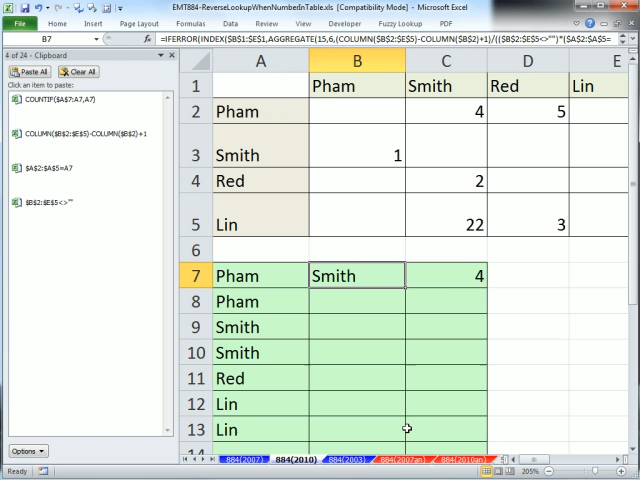 EMT884-ReverseLookupWhenNumberInTable.xls [Compatibility Mode] - Microsoft Excel
File Home Insert Page Layout Formulas Data Review View Developer Fuzzy Lookup PDF
B7 fx =IFERROR(INDEX($B$1:$E$1,AGGREGATE(15,6,(COLUMN($B$2:$E$5)-COLUMN($B$2)+1)/(($B$2:$E$5<>"")*($A$2:$A$5=
4 of 24 - Clipboard
Paste All Clear All
Click an item to paste:
COUNTIF($A$7:A7,A7)
COLUMN($B$2:$E$5)-COLUMN($B$2)+1
$A$2:$A$5=A7
$B$2:$E$5<>""
Options
A B C D E
1 Pham Smith Red Lin
2 Pham 4 5
3 Smith 1
4 Red 2
5 Lin 22 3
6
7 Pham Smith 4
8 Pham
9 Smith
10 Smith
11 Red
12 Lin
13 Lin
14
884(2007) 884(2010) 884(2003) 884(2007an) 884(2010an)
Ready 205%